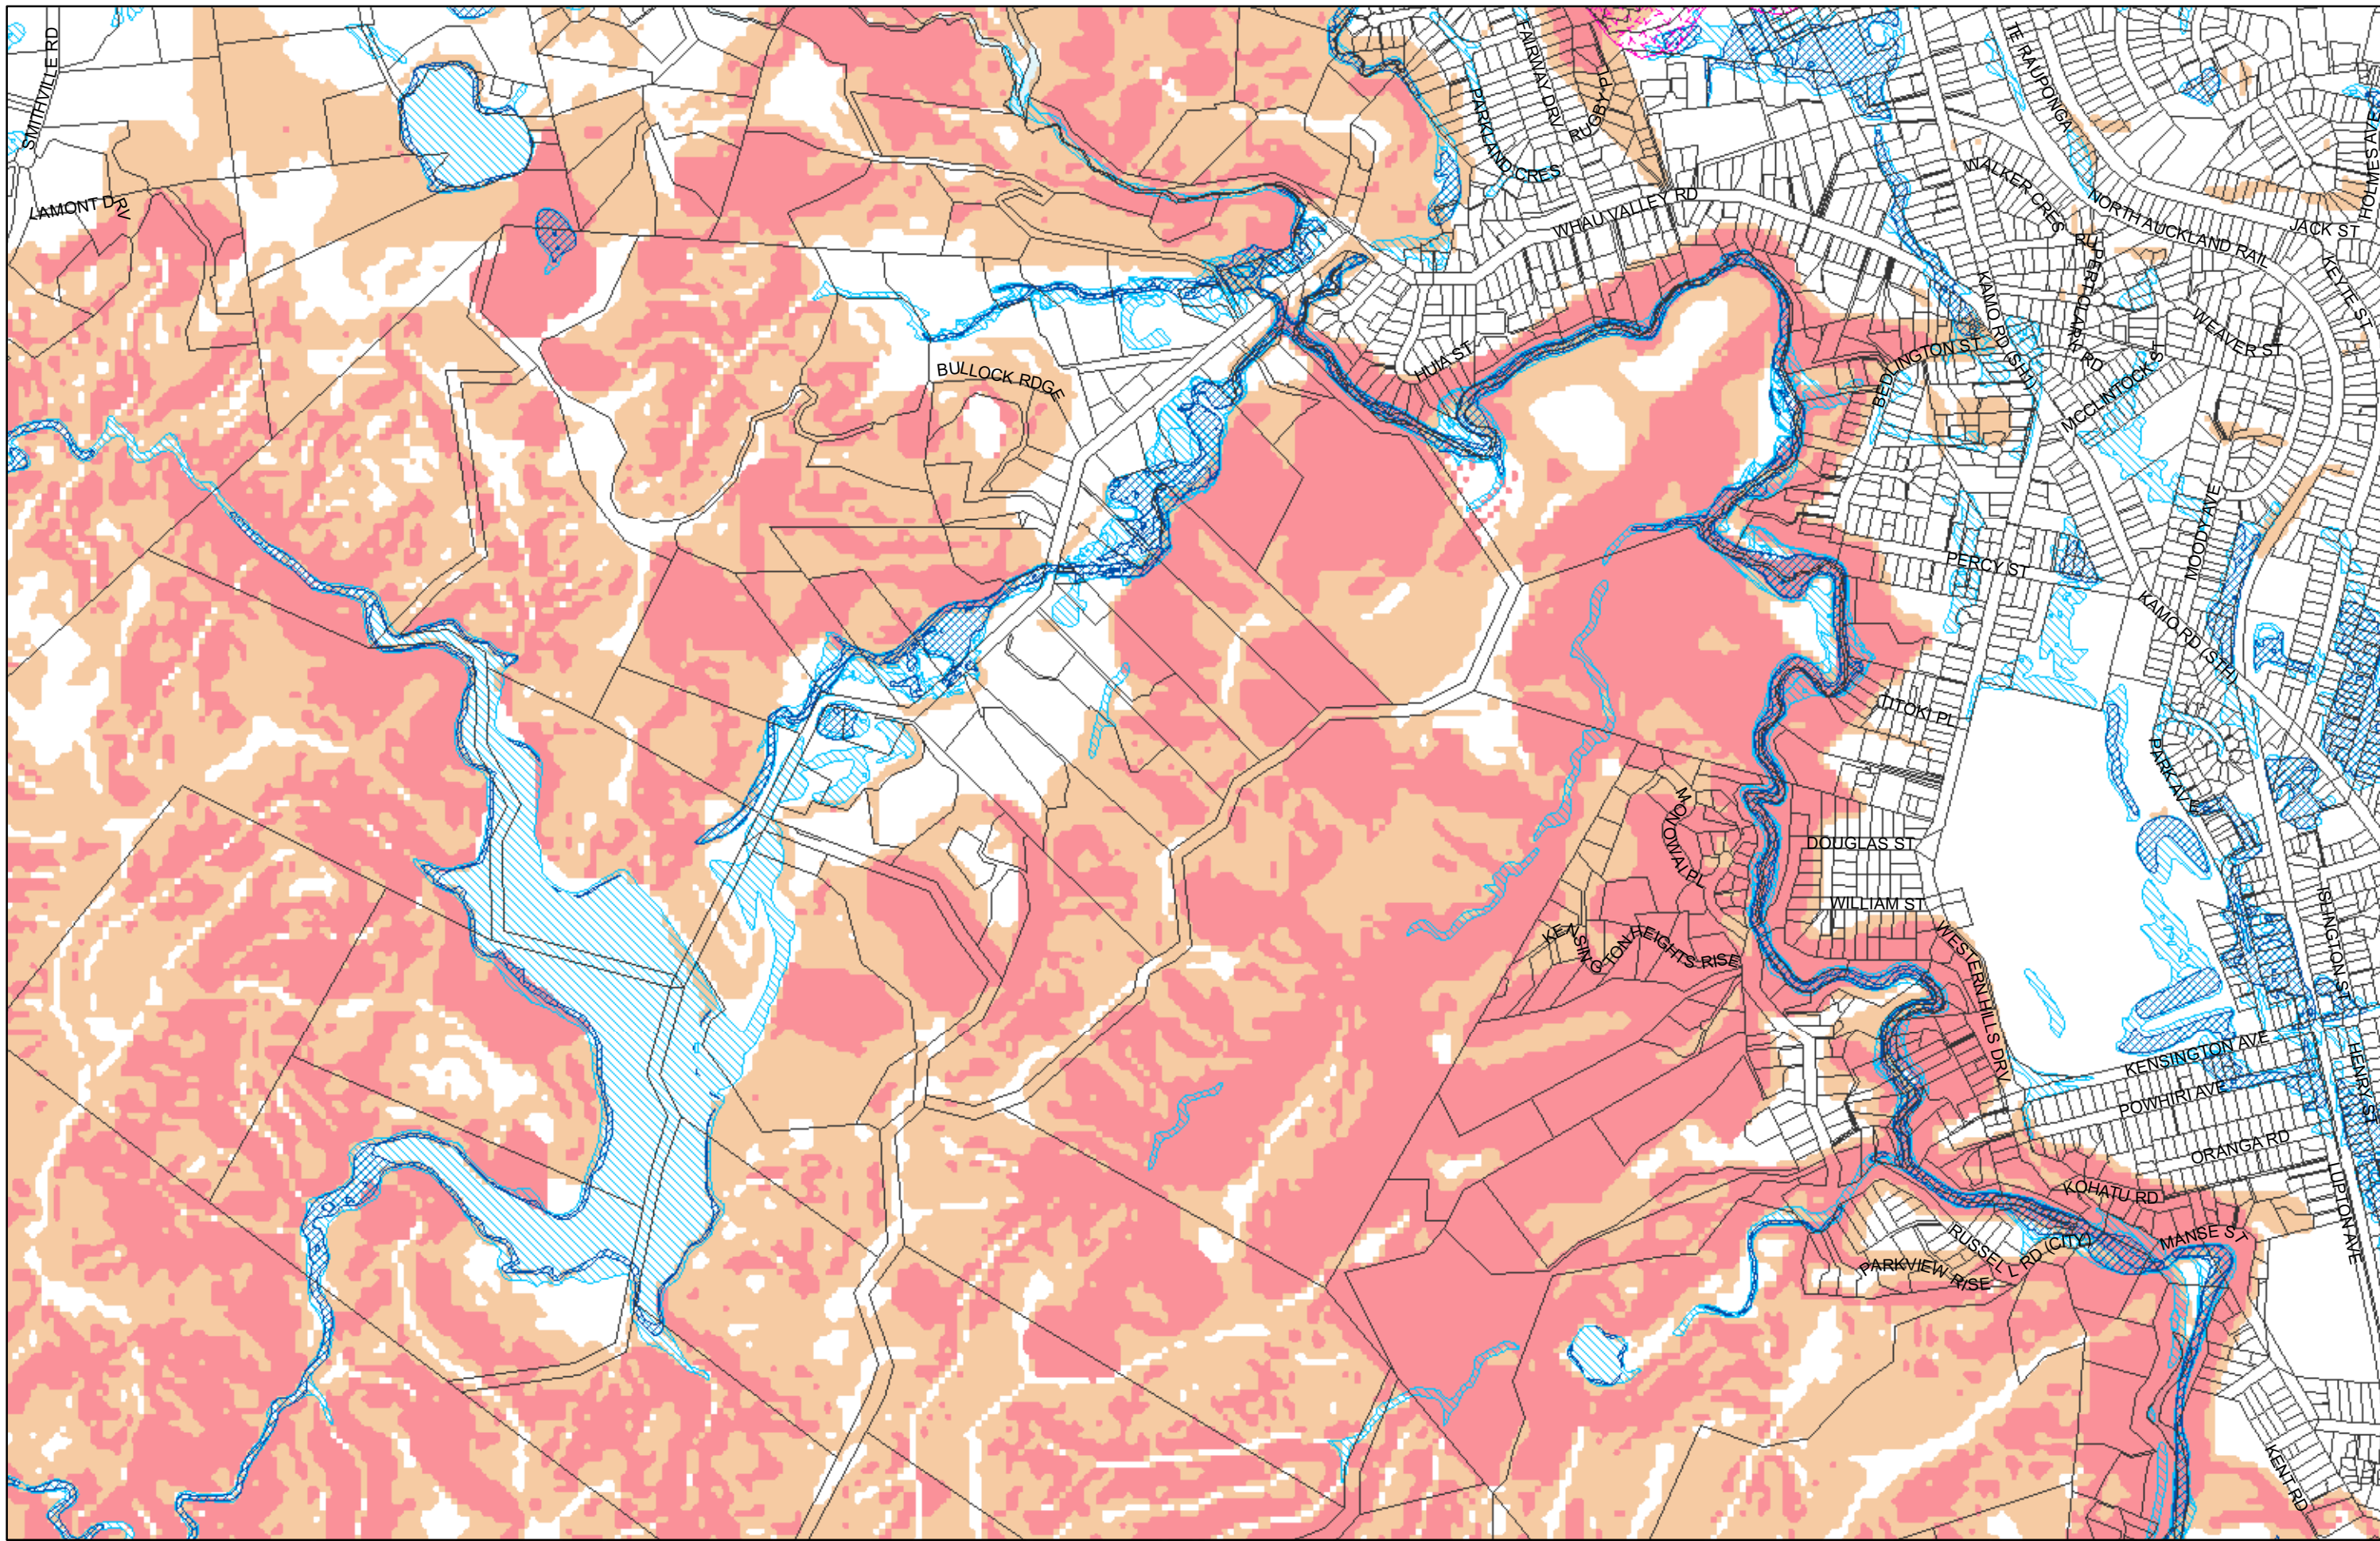 SMITHVILLE RD
FAIRWAY DRV
RUGBY LI
TE RAUPONGA
PARKLAND CRES
HOLMES AVE
LAMONT DRV
WHAU VALLEY RD
WALKER CRES
NORTH AUCKLAND RAIL
JACK ST
RUPERT CLARK RD
KEYTE ST
KAMO RD (STH)
WEAVER ST
BULLOCK RDGE
HUIA ST
BEDLINGTON ST
MCCLINTOCK ST
MOODY AVE
PERCY ST
KAMO RD (STH)
TITOKI PL
PARK AVE
MONOWAI PL
DOUGLAS ST
WILLIAM ST
ISLINGTON ST
KENSINGTON HEIGHTS RISE
WESTERN HILLS DRV
KENSINGTON AVE
HENRY ST
POWHIRI AVE
ORANGA RD
KOHATU RD
LUPTON AVE
MANSE ST
RUSSELL RD (CITY)
PARKVIEW RISE
KENT RD